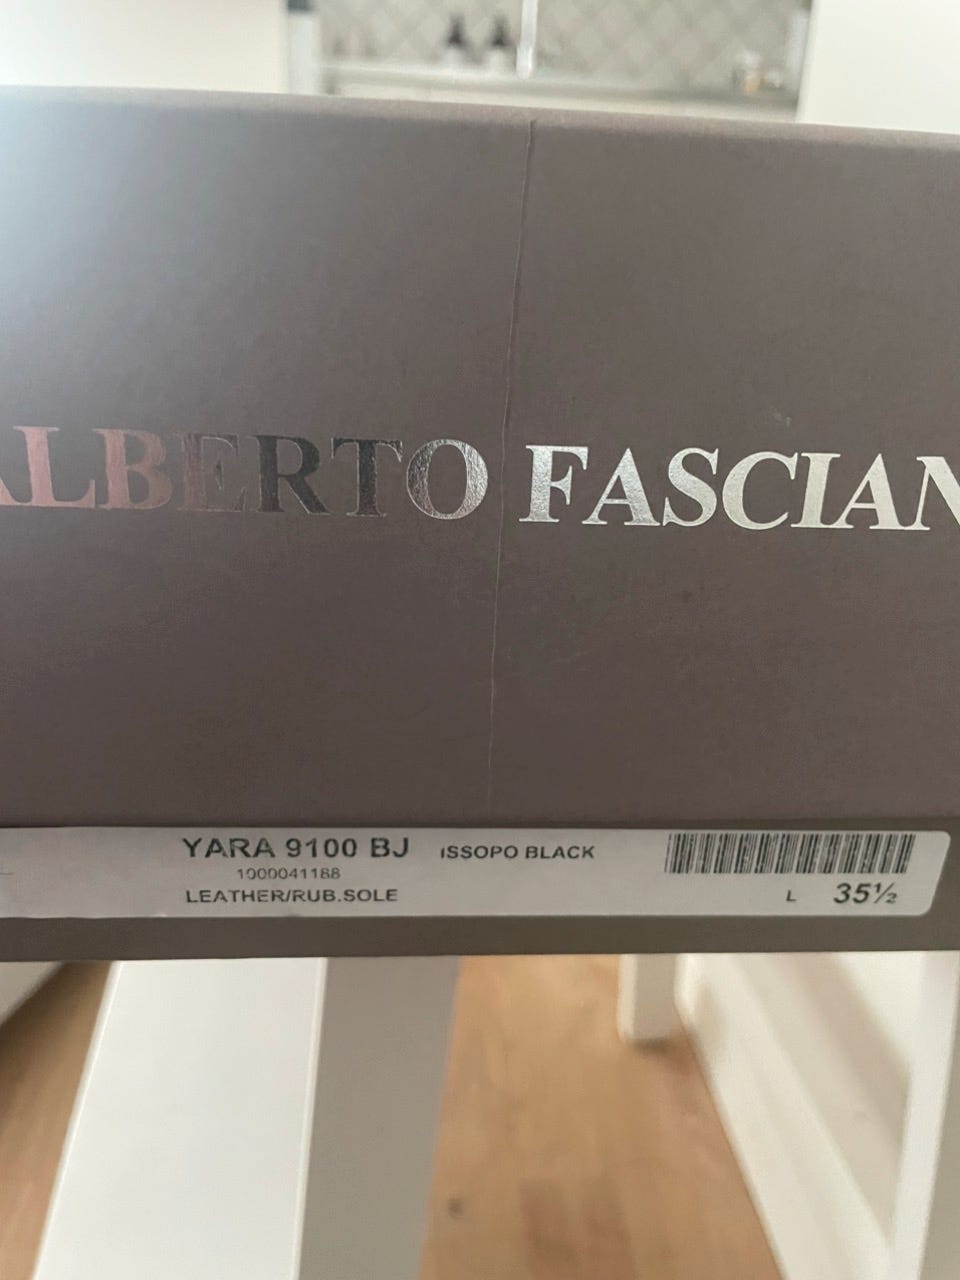 ALBERTO FASCIAN
YARA 9100 BJ ISSOPO BLACK
1000041188
LEATHER/RUB.SOLE L 35½